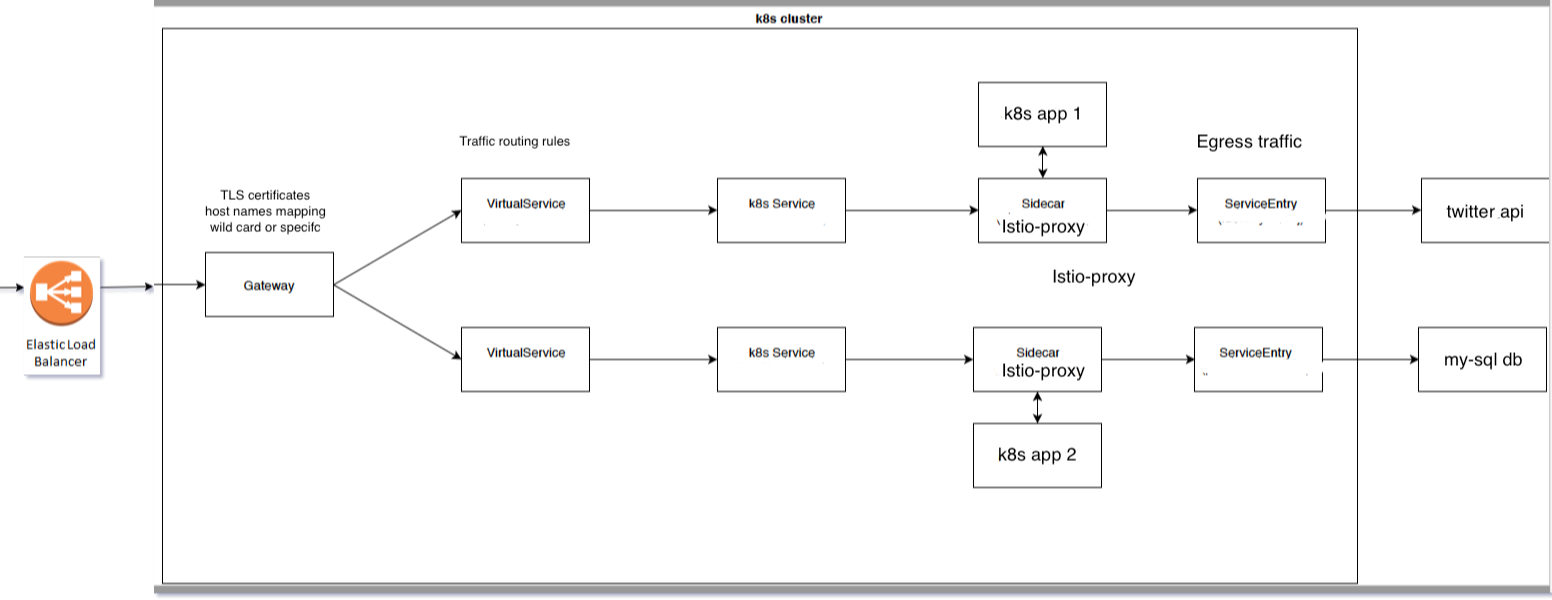 k8s cluster
k8s app 1
Traffic routing rules
Egress traffic
TLS certificates
host names mapping
wild card or specifc
VirtualService
k8s Service
Sidecar
`Istio-proxy
ServiceEntry
twitter api
Gateway
Istio-proxy
Elastic Load
Balancer
VirtualService
k8s Service
Sidecar
Istio-proxy
ServiceEntry
my-sql db
k8s app 2